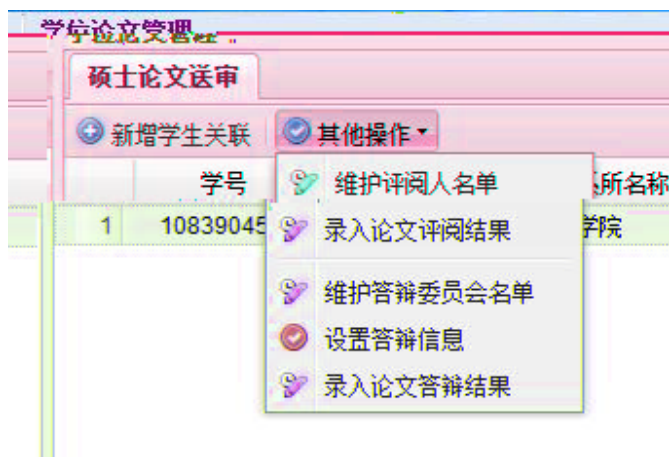 学位论文管理
硕士论文送审
新增学生关联 其他操作
学号 所名称
1 10839045 学院
维护评阅人名单
录入论文评阅结果
维护答辩委员会名单
设置答辩信息
录入论文答辩结果